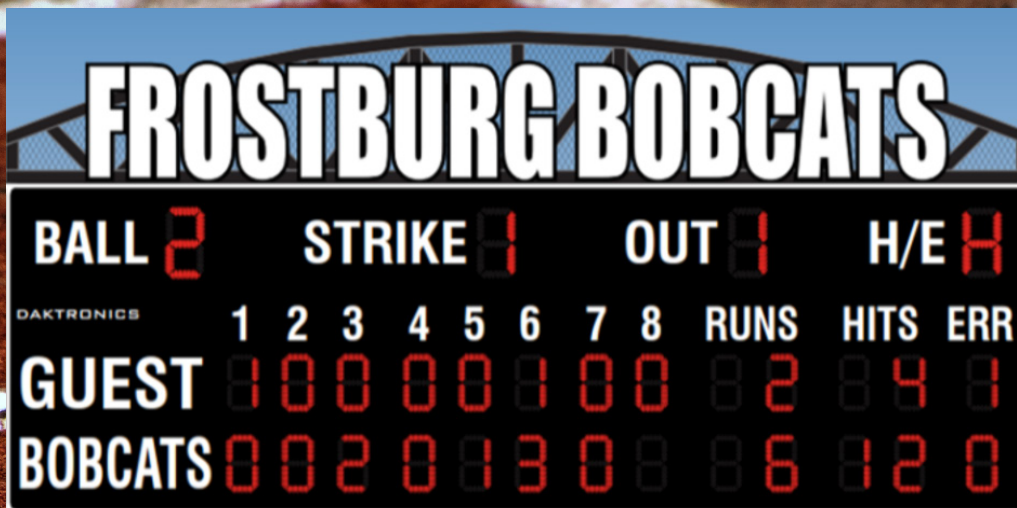 FROSTBURG BOBCATS
BALL 2 STRIKE 1 OUT 1 H/E H
DAKTRONICS 1 2 3 4 5 6 7 8 RUNS HITS ERR
GUEST 1 0 0 0 0 1 0 0 2 4 1
BOBCATS 0 0 2 0 1 3 0 6 12 0